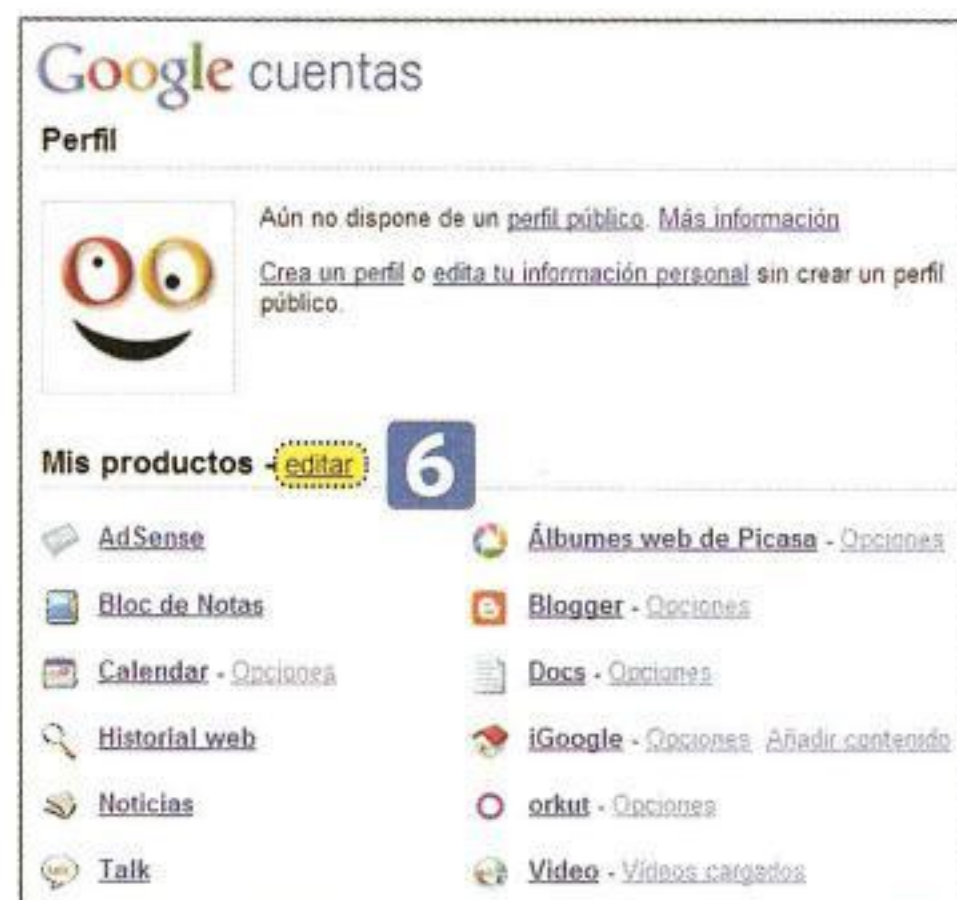 Google cuentas
Perfil
Aún no dispone de un perfil público. Más información
Crea un perfil o edita tu información personal sin crear un perfil
público.
Mis productos - editar
6
AdSense
Álbumes web de Picasa - Opciones
Bloc de Notas
Blogger - Opciones
Calendar - Opciones
Docs - Opciones
Historial web
iGoogle - Opciones Añadir contenido
Noticias
orkut - Opciones
Talk
Video - Vídeos cargados